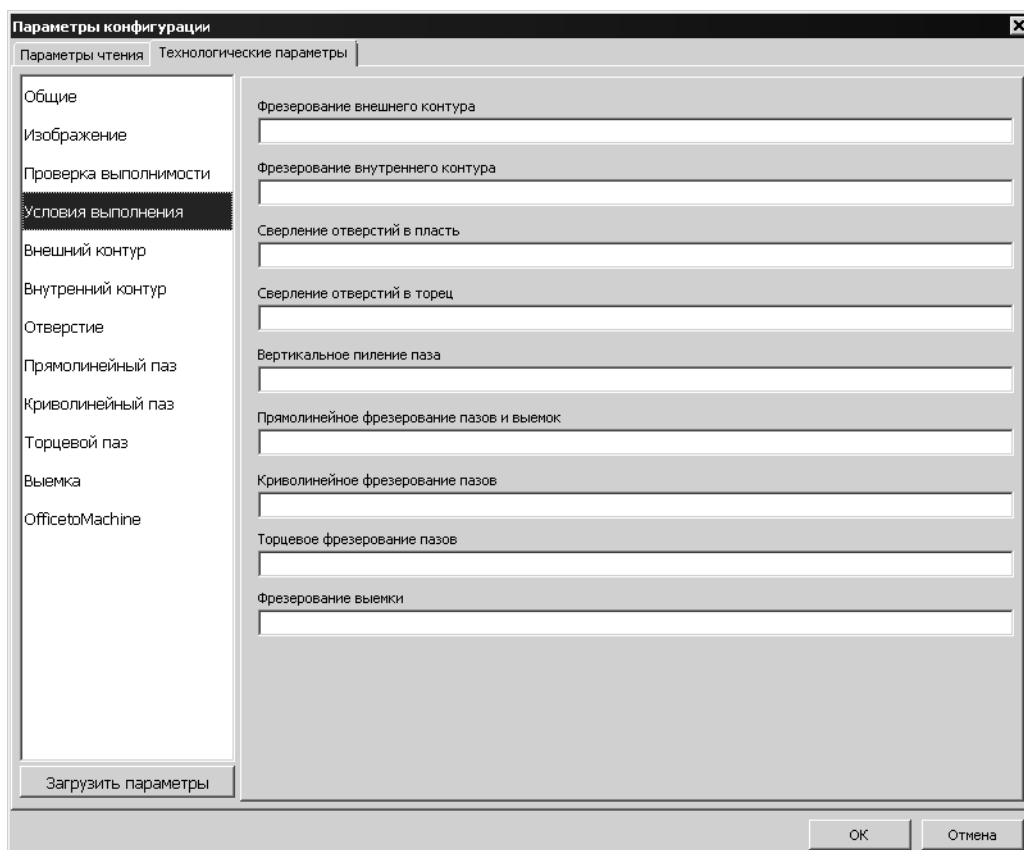 Параметры конфигурации
Параметры чтения
Технологические параметры
Общие
Изображение
Проверка выполнимости
Условия выполнения
Внешний контур
Внутренний контур
Отверстие
Прямолинейный паз
Криволинейный паз
Торцевой паз
Выемка
OfficetoMachine
Загрузить параметры
Фрезерование внешнего контура
Фрезерование внутреннего контура
Сверление отверстий в пласть
Сверление отверстий в торец
Вертикальное пиление паза
Прямолинейное фрезерование пазов и выемок
Криволинейное фрезерование пазов
Торцевое фрезерование пазов
Фрезерование выемки
ОК
Отмена